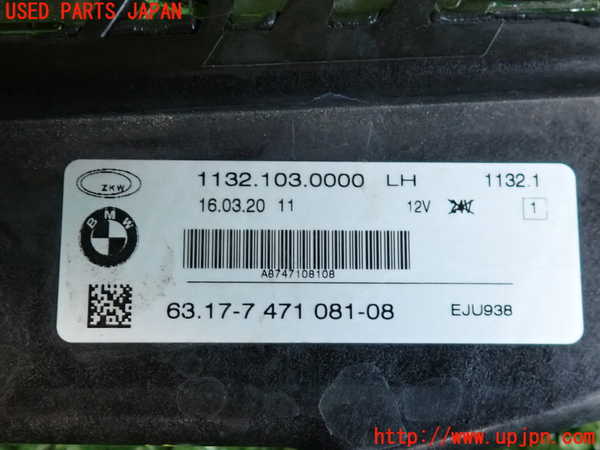 USED PARTS JAPAN
ZKW
1132.103.0000 LH 1132.1
BMW
16.03.20 11 12V 24V 1
A8747108108
63.17-7 471 081-08 EJU938
http://www.upjpn.com/